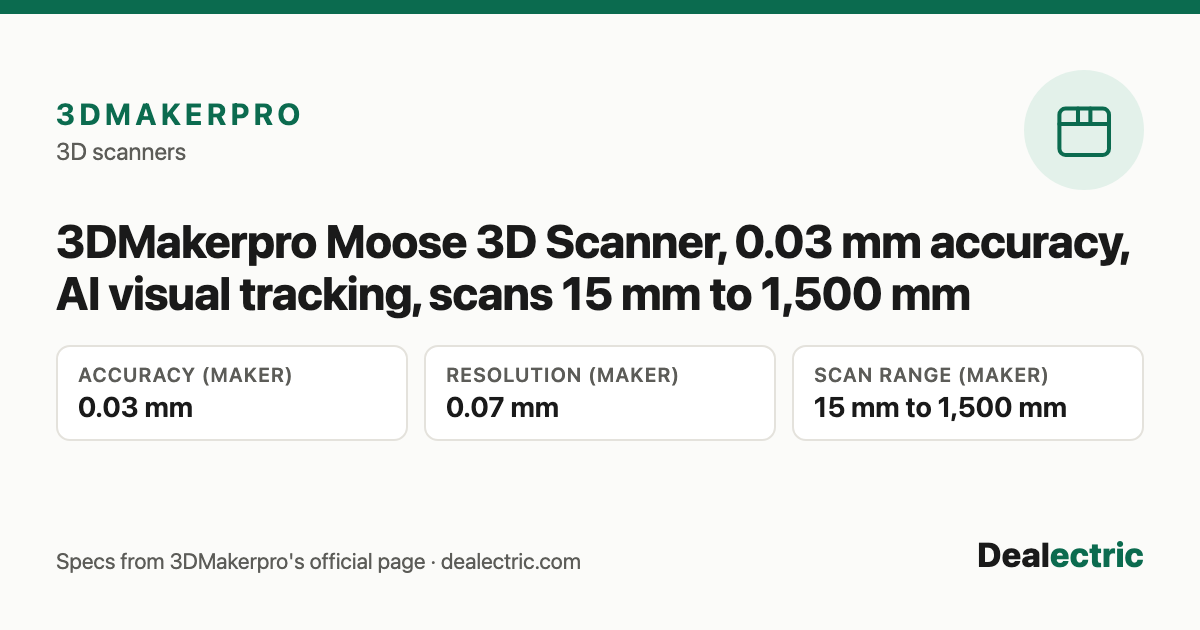 3DMAKERPRO
3D scanners
3DMakerpro Moose 3D Scanner, 0.03 mm accuracy,
AI visual tracking, scans 15 mm to 1,500 mm
ACCURACY (MAKER)
0.03 mm
RESOLUTION (MAKER)
0.07 mm
SCAN RANGE (MAKER)
15 mm to 1,500 mm
Specs from 3DMakerpro's official page · dealectric.com
Dealectric